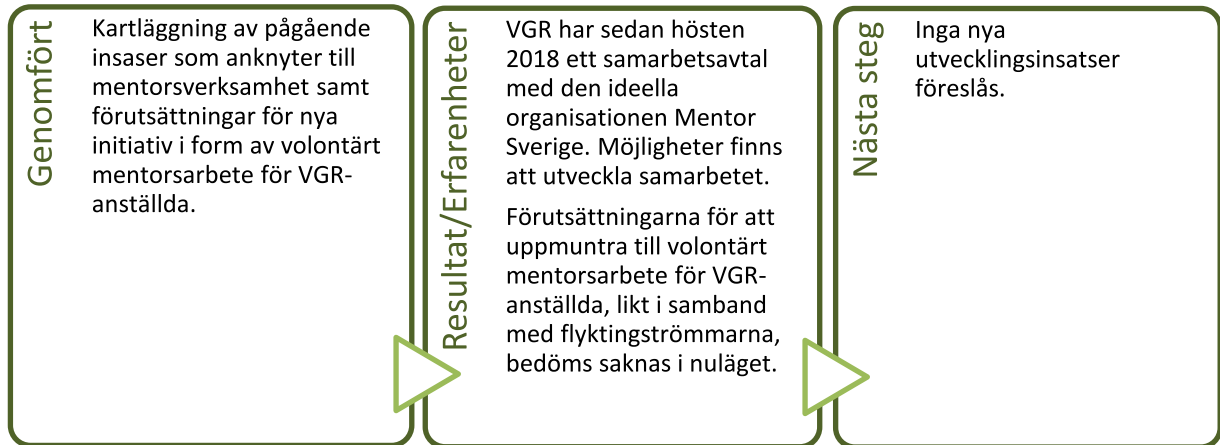 Genomfört
Kartläggning av pågående
insaser som anknyter till
mentorsverksamhet samt
förutsättningar för nya
initiativ i form av volontärt
mentorsarbete för VGR-
anställda.
Resultat/Erfarenheter
VGR har sedan hösten
2018 ett samarbetsavtal
med den ideella
organisationen Mentor
Sverige. Möjligheter finns
att utveckla samarbetet.
Förutsättningarna för att
uppmuntra till volontärt
mentorsarbete för VGR-
anställda, likt i samband
med flyktingströmmarna,
bedöms saknas i nuläget.
Nästa steg
Inga nya
utvecklingsinsatser
föreslås.